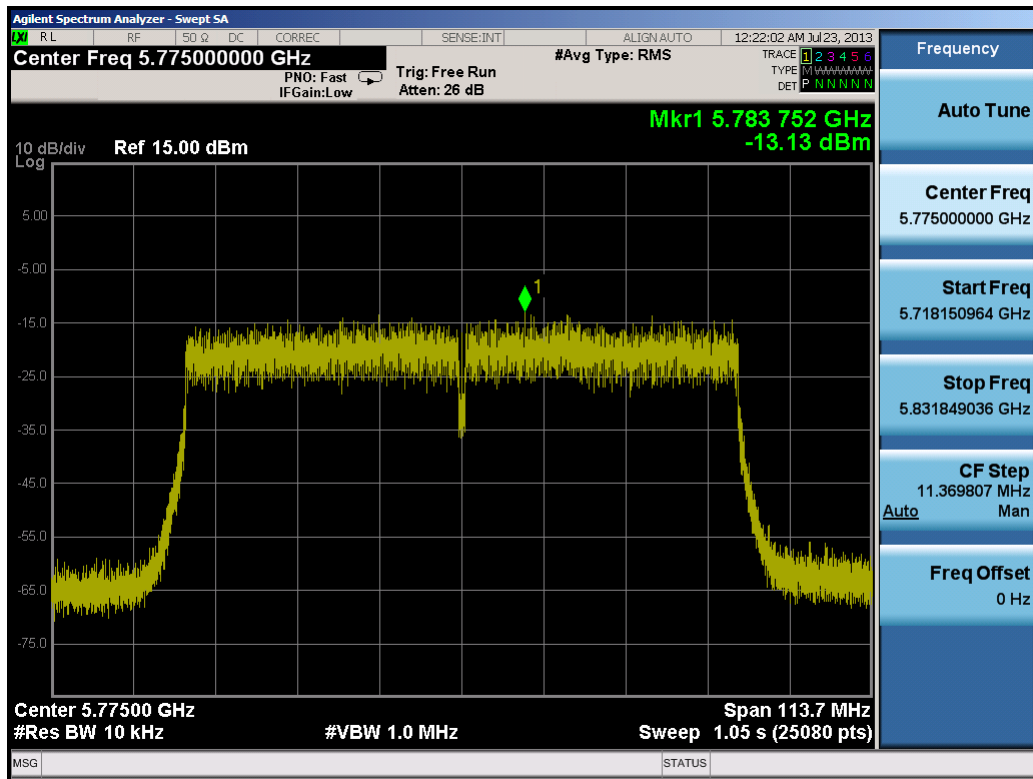 Agilent Spectrum Analyzer - Swept SA
LXI RL RF 50 Ω DC CORREC SENSE:INT ALIGN AUTO 12:22:02 AM Jul 23, 2013
Center Freq 5.775000000 GHz #Avg Type: RMS TRACE 1 2 3 4 5 6
PNO: Fast Trig: Free Run TYPE M WWWWW
IFGain:Low Atten: 26 dB DET P N N N N N
Mkr1 5.783 752 GHz
10 dB/div Ref 15.00 dBm -13.13 dBm
Log
5.00
-5.00
1
-15.0
-25.0
-35.0
-45.0
-55.0
-65.0
-75.0
Center 5.77500 GHz Span 113.7 MHz
#Res BW 10 kHz #VBW 1.0 MHz Sweep 1.05 s (25080 pts)
MSG STATUS
Frequency
Auto Tune
Center Freq
5.775000000 GHz
Start Freq
5.718150964 GHz
Stop Freq
5.831849036 GHz
CF Step
11.369807 MHz
Auto Man
Freq Offset
0 Hz